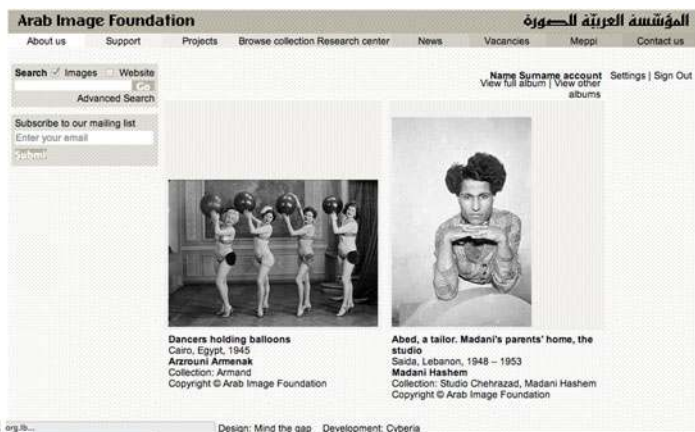 Arab Image Foundation
المؤسسة العربيّة للصورة
About us Support Projects Browse collection Research center News Vacancies Meppi Contact us
Search Images Website
Go
Advanced Search
Subscribe to our mailing list
Enter your email
Submit
Name Surname account Settings | Sign Out
View full album | View other
albums
Dancers holding balloons
Cairo, Egypt, 1945
Arzrouni Armenak
Collection: Armand
Copyright © Arab Image Foundation
Abed, a tailor. Madani's parents' home, the
studio
Saida, Lebanon, 1948 – 1953
Madani Hashem
Collection: Studio Chehrazad, Madani Hashem
Copyright © Arab Image Foundation
org.lb...
Design: Mind the gap Development: Cyberia